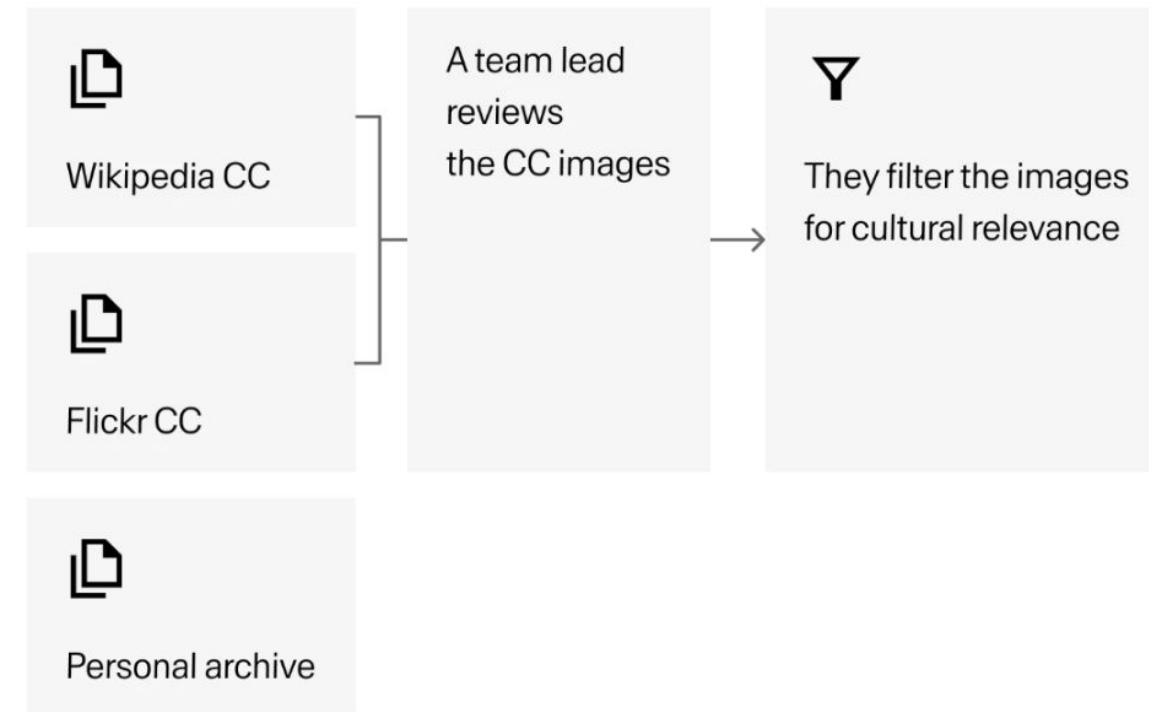 Wikipedia CC
Flickr CC
Personal archive
A team lead
reviews
the CC images
They filter the images
for cultural relevance